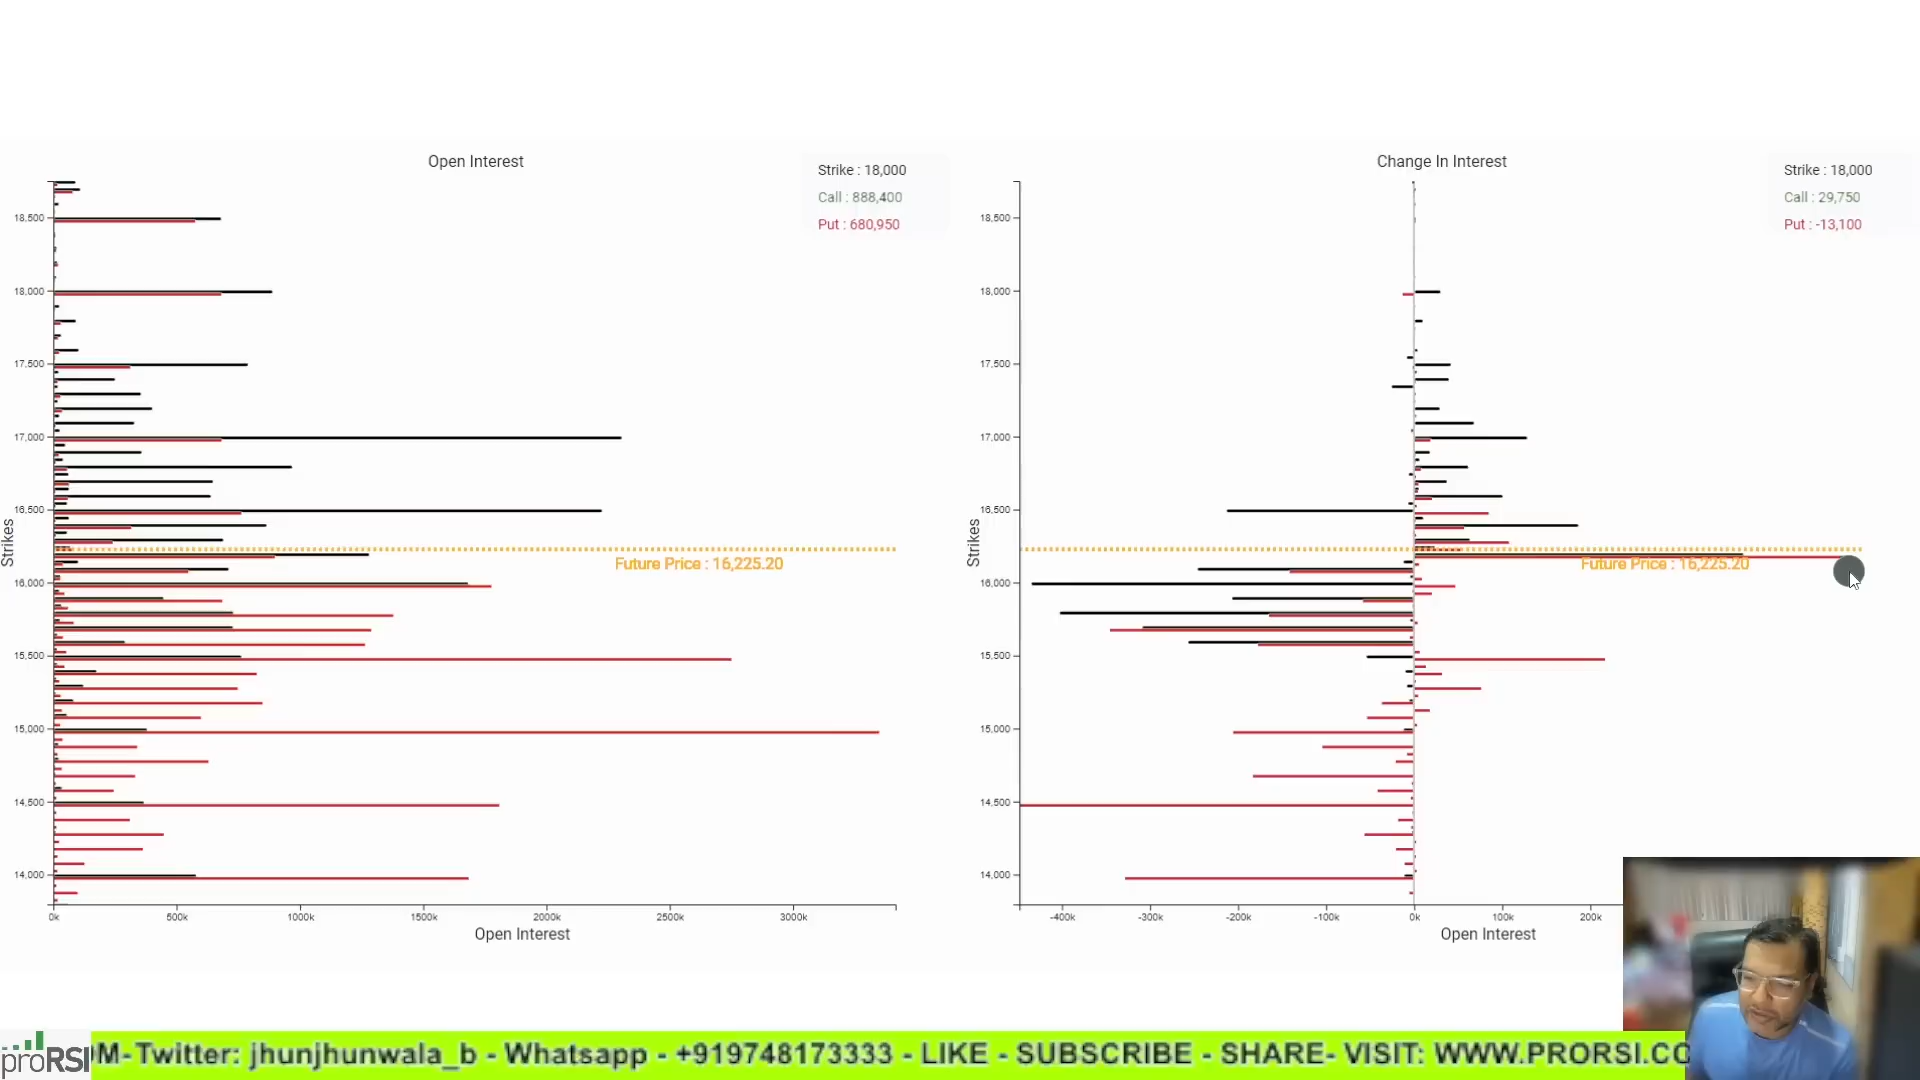 Open Interest
Strike : 18,000
Call : 888,400
Put : 680,950
18,500
18,000
17,500
17,000
16,500
16,000
15,500
15,000
14,500
14,000
Strikes
Future Price : 16,225.20
0k
500k
1000k
1500k
2000k
2500k
3000k
Open Interest
Change In Interest
Strike : 18,000
Call : 29,750
Put : -13,100
18,500
18,000
17,500
17,000
16,500
16,000
15,500
15,000
14,500
14,000
Strikes
Future Price : 16,225.20
-400k
-300k
-200k
-100k
0k
100k
200k
Open Interest
proRSI
M-Twitter: jhunjhunwala_b - Whatsapp - +919748173333 - LIKE - SUBSCRIBE - SHARE- VISIT: WWW.PRORSI.CO